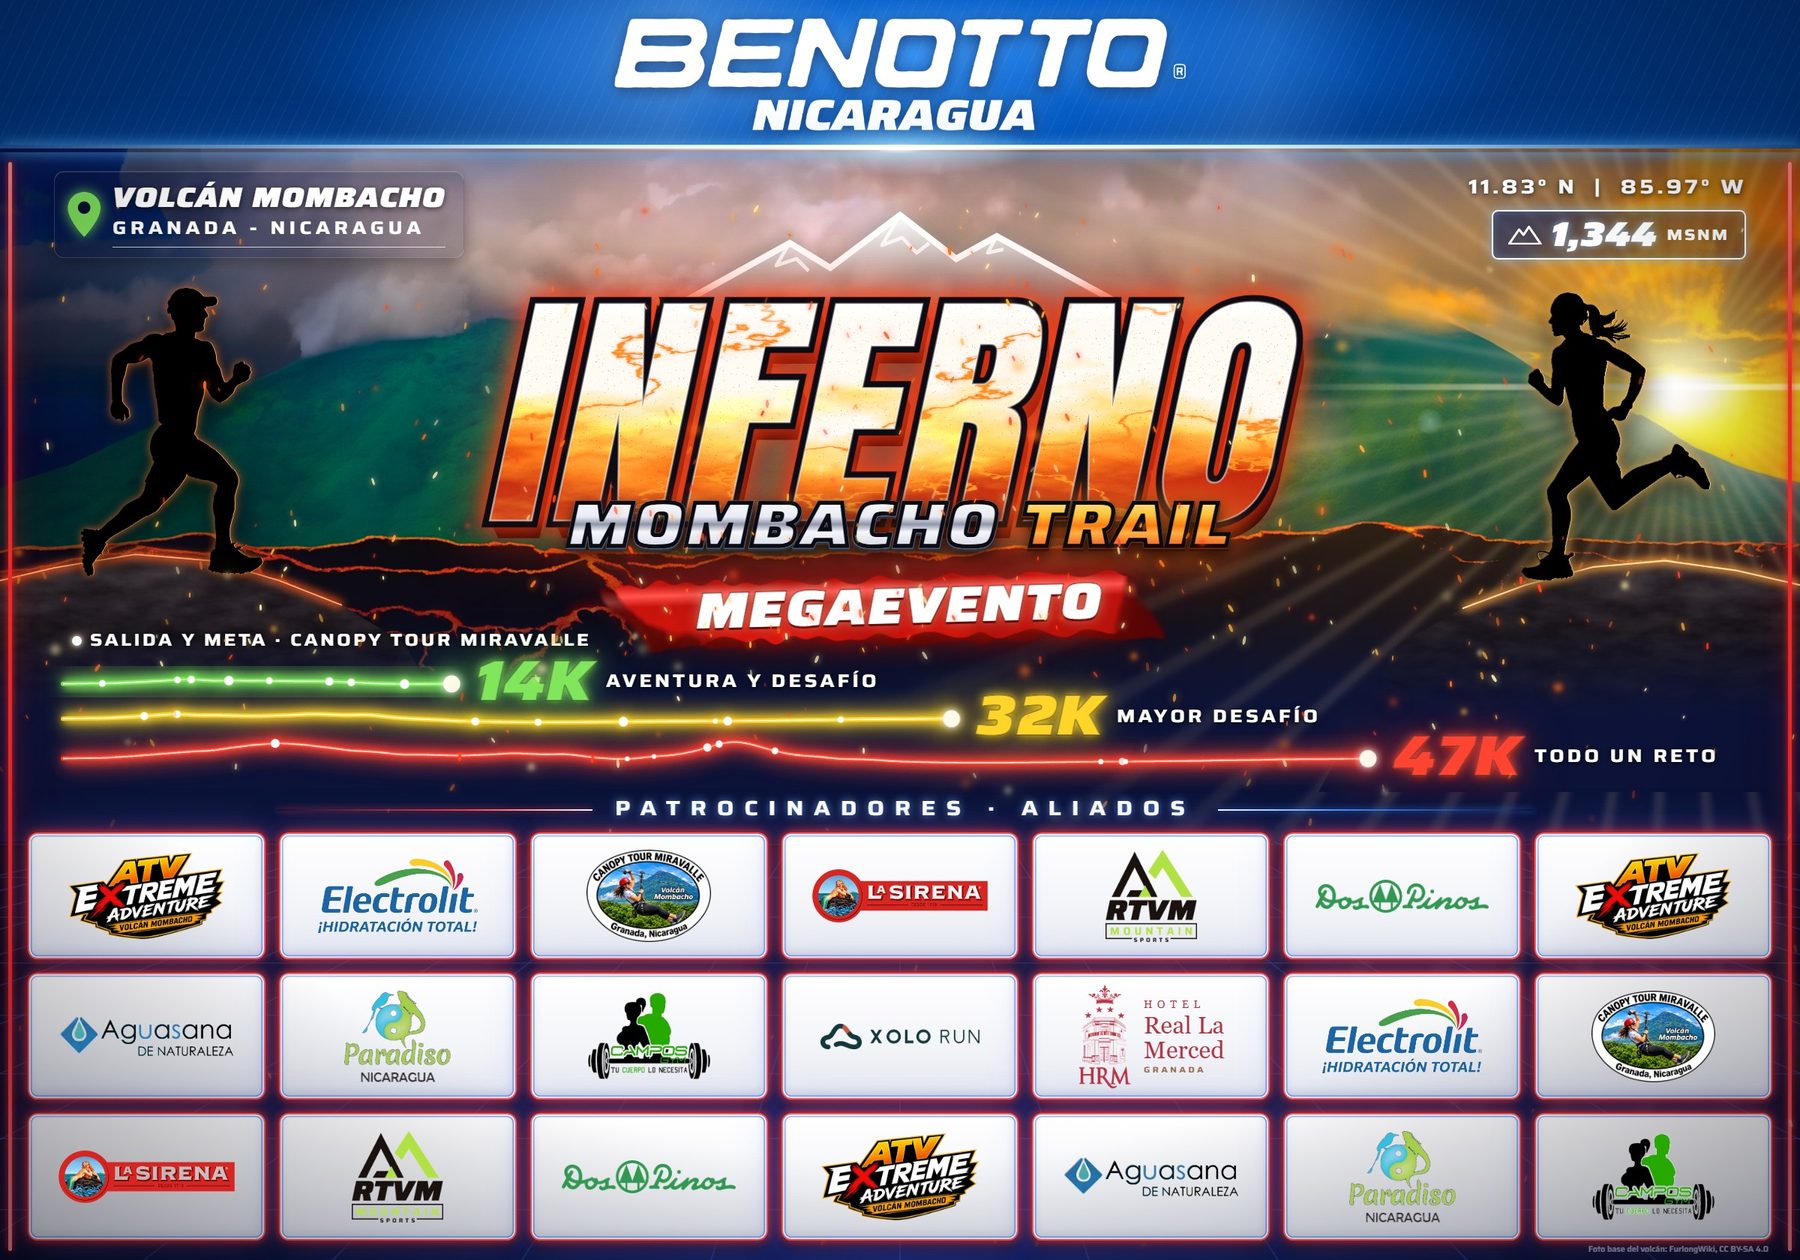 BENOTTO®
NICARAGUA
VOLCÁN MOMBACHO
GRANADA - NICARAGUA
11.83° N | 85.97° W
1,344 MSNM
INFERNO
MOMBACHO TRAIL
MEGAEVENTO
SALIDA Y META · CANOPY TOUR MIRAVALLE
14K AVENTURA Y DESAFÍO
32K MAYOR DESAFÍO
47K TODO UN RETO
PATROCINADORES · ALIADOS
ATV
EXTREME
ADVENTURE
VOLCÁN MOMBACHO
Electrolit
¡HIDRATACIÓN TOTAL!
CANOPY TOUR MIRAVALLE
Volcán
Mombacho
Granada, Nicaragua
LA SIRENA
RTVM
MOUNTAIN
SPORTS
Dos Pinos
ATV
EXTREME
ADVENTURE
VOLCÁN MOMBACHO
Aguasana
DE NATURALEZA
Paradiso
NICARAGUA
CAMPOS
TU CUERPO LO NECESITA
XOLO RUN
HRM
HOTEL
Real La
Merced
GRANADA
Electrolit
¡HIDRATACIÓN TOTAL!
CANOPY TOUR MIRAVALLE
Volcán
Mombacho
Granada, Nicaragua
LA SIRENA
RTVM
MOUNTAIN
SPORTS
Dos Pinos
ATV
EXTREME
ADVENTURE
VOLCÁN MOMBACHO
Aguasana
DE NATURALEZA
Paradiso
NICARAGUA
CAMPOS
TU CUERPO LO NECESITA
Foto base del volcán: FurlongWiki, CC BY-SA 4.0